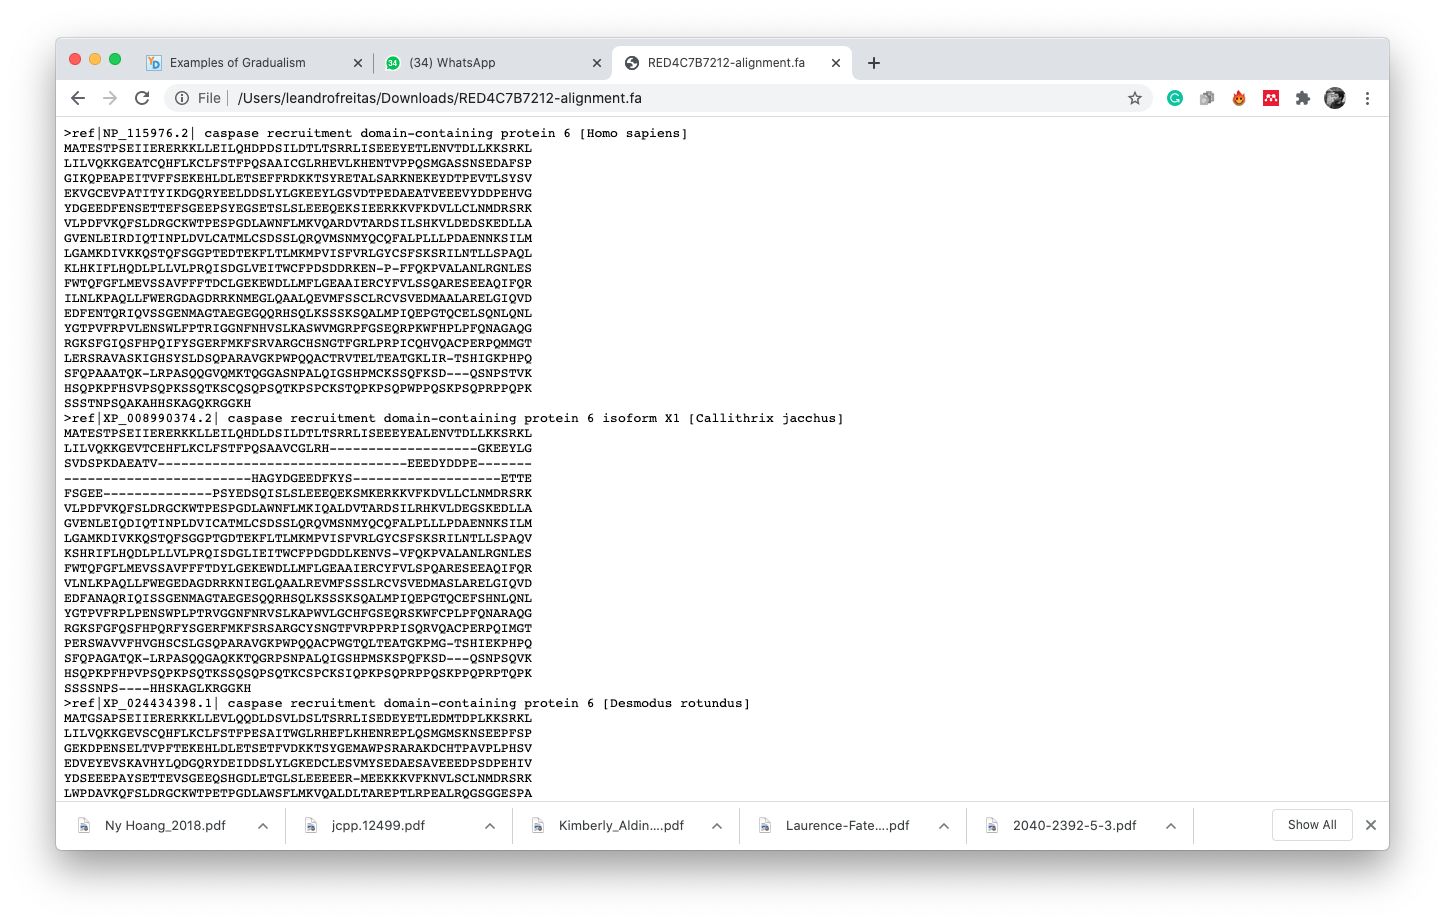 Examples of Gradualism
34
(34) WhatsApp
RED4C7B7212-alignment.fa
File
/Users/leandrofreitas/Downloads/RED4C7B7212-alignment.fa
>ref|NP_115976.2| caspase recruitment domain-containing protein 6 [Homo sapiens]
MATESTPSEIIERERKKLLEILQHDPDSILDTLTSRRLISEEEYETLENVTDLLKKSRKL
LILVQKKGEATCQHFLKCLFSTFPQSAAICGLRHEVLKHENTVPPQSMGASSNSEDAFSP
GIKQPEAPEITVFFSEKEHLDLETSEFFRDKKTSYRETALSARKNEKEYDTPEVTLSYSV
EKVGCEVPATITYIKDGQRYEELDDSLYLGKEEYLGSVDTPEDAEATVEEEVYDDPEHVG
YDGEEDFENSETTEFSGEEPSYEGSETSLSLEEEQEKSIEERKKVFKDVLLCLNMDRSRK
VLPDFVKQFSLDRGCKWTPESPGDLAWNFLMKVQARDVTARDSILSHKVLDEDSKEDLLA
GVENLEIRDIQTINPLDVLCATMLCSDSSLQRQVMSNMYQCQFALPLLLPDAENNKSILM
LGAMKDIVKKQSTQFSGGPTEDTEKFLTLMKMPVISFVRLGYCSFSKSRILNTLLSPAQL
KLHKIFLHQDLPLLVLPRQISDGLVEITWCFPDSDDRKEN-P-FFQKPVALANLRGNLES
FWTQFGFLMEVSSAVFFFTDCLGEKEWDLLMFLGEAAIERCYFVLSSQARESEEAQIFQR
ILNLKPAQLLFWERGDAGDRRKNMEGLQAALQEVMFSSCLRCVSVEDMAALARELGIQVD
EDFENTQRIQVSSGENMAGTAEGEGQQRHSQLKSSSKSQALMPIQEPGTQCELSQNLQNL
YGTPVFRPVLENSWLFPTRIGGNFNHVSLKASWVMGRPFGSEQRPKWFHPLPFQNAGAQG
RGKSFGIQSFHPQIFYSGERFMKFSRVARGCHSNGTFGRLPRPICQHVQACPERPQMMGT
LERSRAVASKIGHSYSLDSQPARAVGKPWPQQACTRVTELTEATGKLIR-TSHIGKPHPQ
SFQPAAATQK-LRPASQQGVQMKTQGGASNPALQIGSHPMCKSSQFKSD---QSNPSTVK
HSQPKPFHSVPSQPKSSQTKSCQSQPSQTKPSPCKSTQPKPSQPWPPQSKPSQPRPPQPK
SSSTNPSQAKAHHSKAGQKRGGKH
>ref|XP_008990374.2| caspase recruitment domain-containing protein 6 isoform X1 [Callithrix jacchus]
MATESTPSEIIERERKKLLEILQHDLDSILDTLTSRRLISEEEYEALENVTDLLKKSRKL
LILVQKKGEVTCEHFLKCLFSTFPQSAAVCGLRH-------------------GKEEYLG
SVDSPKDAEATV--------------------------------EEEDYDDPE-------
------------------------HAGYDGEEDFKYS-------------------ETTE
FSGEE--------------PSYEDSQISLSLEEEQEKSMKERKKVFKDVLLCLNMDRSRK
VLPDFVKQFSLDRGCKWTPESPGDLAWNFLMKIQALDVTARDSILRHKVLDEGSKEDLLA
GVENLEIQDIQTINPLDVICATMLCSDSSLQRQVMSNMYQCQFALPLLLPDAENNKSILM
LGAMKDIVKKQSTQFSGGPTGDTEKFLTLMKMPVISFVRLGYCSFSKSRILNTLLSPAQV
KSHRIFLHQDLPLLVLPRQISDGLIEITWCFPDGDDLKENVS-VFQKPVALANLRGNLES
FWTQFGFLMEVSSAVFFFTDYLGEKEWDLLMFLGEAAIERCYFVLSPQARESEEAQIFQR
VLNLKPAQLLFWEGEDAGDRRKNIEGLQAALREVMFSSSLRCVSVEDMASLARELGIQVD
EDFANAQRIQISSGENMAGTAEGESQQRHSQLKSSSKSQALMPIQEPGTQCEFSHNLQNL
YGTPVFRPLPENSWPLPTRVGGNFNRVSLKAPWVLGCHFGSEQRSKWFCPLPFQNARAQG
RGKSFGFQSFHPQRFYSGERFMKFSRSARGCYSNGTFVRPPRPISQRVQACPERPQIMGT
PERSWAVVFHVGHSCSLGSQPARAVGKPWPQQACPWGTQLTEATGKPMG-TSHIEKPHPQ
SFQPAGATQK-LRPASQQGAQKKTQGRPSNPALQIGSHPMSKSPQFKSD---QSNPSQVK
HSQPKPFHPVPSQPKPSQTKSSQSQPSQTKCSPCKSIQPKPSQPRPPQSKPPQPRPTQPK
SSSSNPS----HHSKAGLKRGGKH
>ref|XP_024434398.1| caspase recruitment domain-containing protein 6 [Desmodus rotundus]
MATGSAPSEIIERERKKLLEVLQQDLDSVLDSLTSRRLISEDEYETLEDMTDPLKKSRKL
LILVQKKGEVSCQHFLKCLFSTFPESAITWGLRHEFLKHENREPLQSMGMSKNSEEPFSP
GEKDPENSELTVPFTEKEHLDLETSETFVDKKTSYGEMAWPSRARAKDCHTPAVPLPHSV
EDVEYEVSKAVHYLQDGQRYDEIDDSLYLGKEDCLESVMYSEDAESAVEEEDPSDPEHIV
YDSEEEPAYSETTEVSGEEQSHGDLETGLSLEEEEER-MEEKKKVFKNVLSCLNMDRSRK
LWPDAVKQFSLDRGCKWTPETPGDLAWSFLMKVQALDLTAREPTLRPEALRQGSGGESPA
Ny Hoang_2018.pdf
jcpp.12499.pdf
Kimberly_Aldin....pdf
Laurence-Fate....pdf
2040-2392-5-3.pdf
Show All